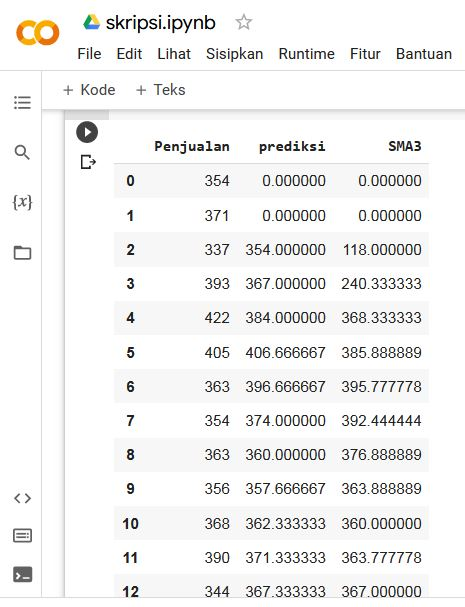 skripsi.ipynb
File Edit Lihat Sisipkan Runtime Fitur Bantuan
+ Kode + Teks
Penjualan prediksi SMA3
0 354 0.000000 0.000000
1 371 0.000000 0.000000
2 337 354.000000 118.000000
3 393 367.000000 240.333333
4 422 384.000000 368.333333
5 405 406.666667 385.888889
6 363 396.666667 395.777778
7 354 374.000000 392.444444
8 363 360.000000 376.888889
9 356 357.666667 363.888889
10 368 362.333333 360.000000
11 390 371.333333 363.777778
12 344 367.333333 367.000000